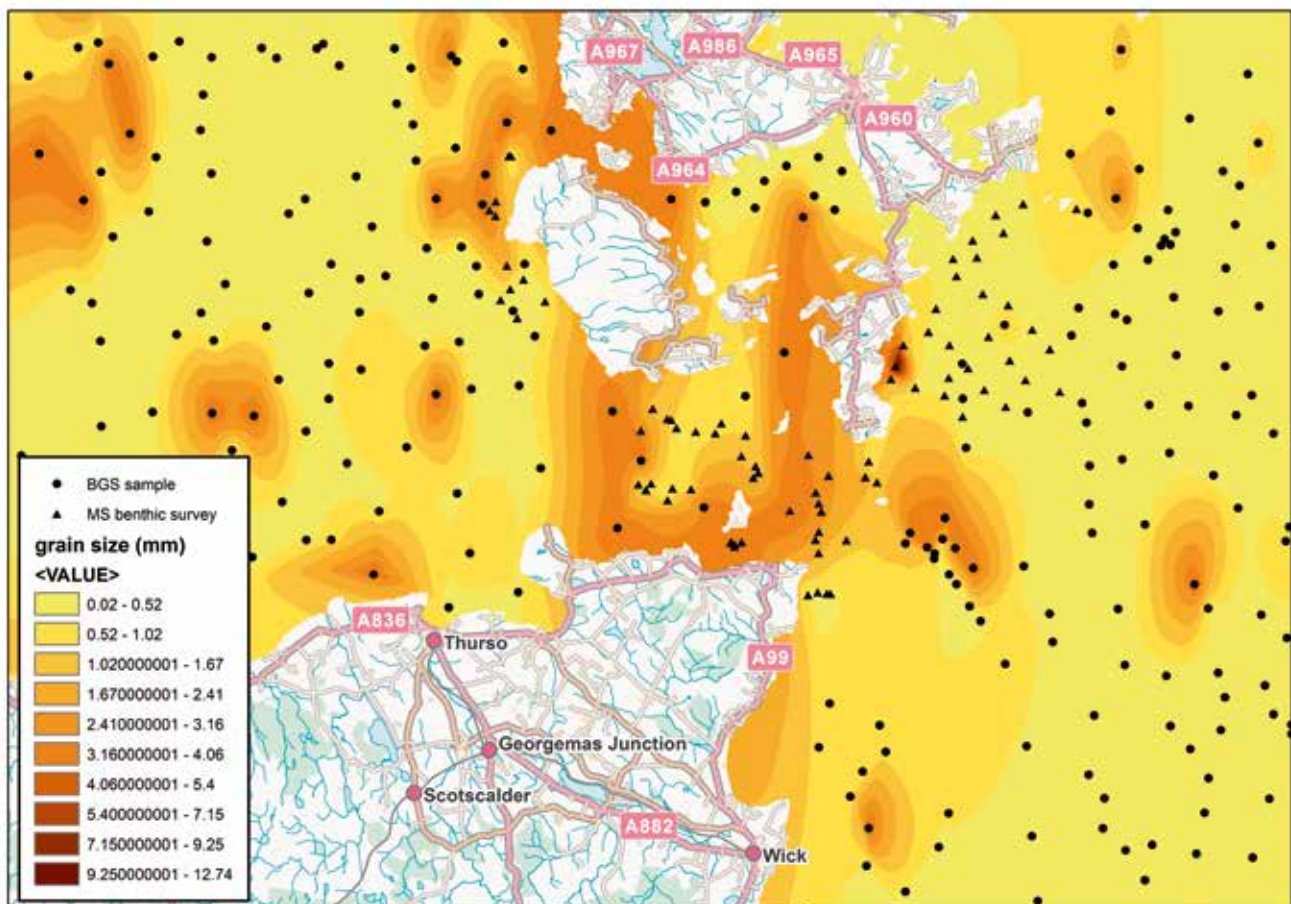 A967
A986
A965
A960
A964
BGS sample
MS benthic survey
grain size (mm)
<VALUE>
0.02 - 0.52
0.52 - 1.02
1.020000001 - 1.67
1.670000001 - 2.41
2.410000001 - 3.16
3.160000001 - 4.06
4.060000001 - 5.4
5.400000001 - 7.15
7.150000001 - 9.25
9.250000001 - 12.74
A836
Thurso
A99
Georgemas Junction
Scotscalder
A882
Wick